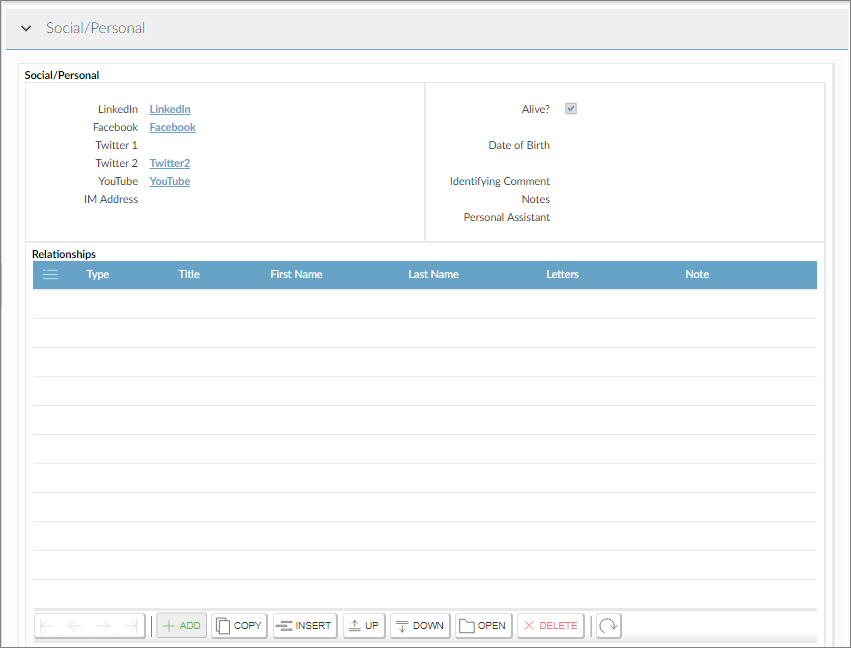 Social/Personal
Social/Personal
LinkedIn LinkedIn
Facebook Facebook
Twitter 1
Twitter 2 Twitter2
YouTube YouTube
IM Address
Alive?
Date of Birth
Identifying Comment
Notes
Personal Assistant
Relationships
Type Title First Name Last Name Letters Note
ADD COPY INSERT UP DOWN OPEN DELETE